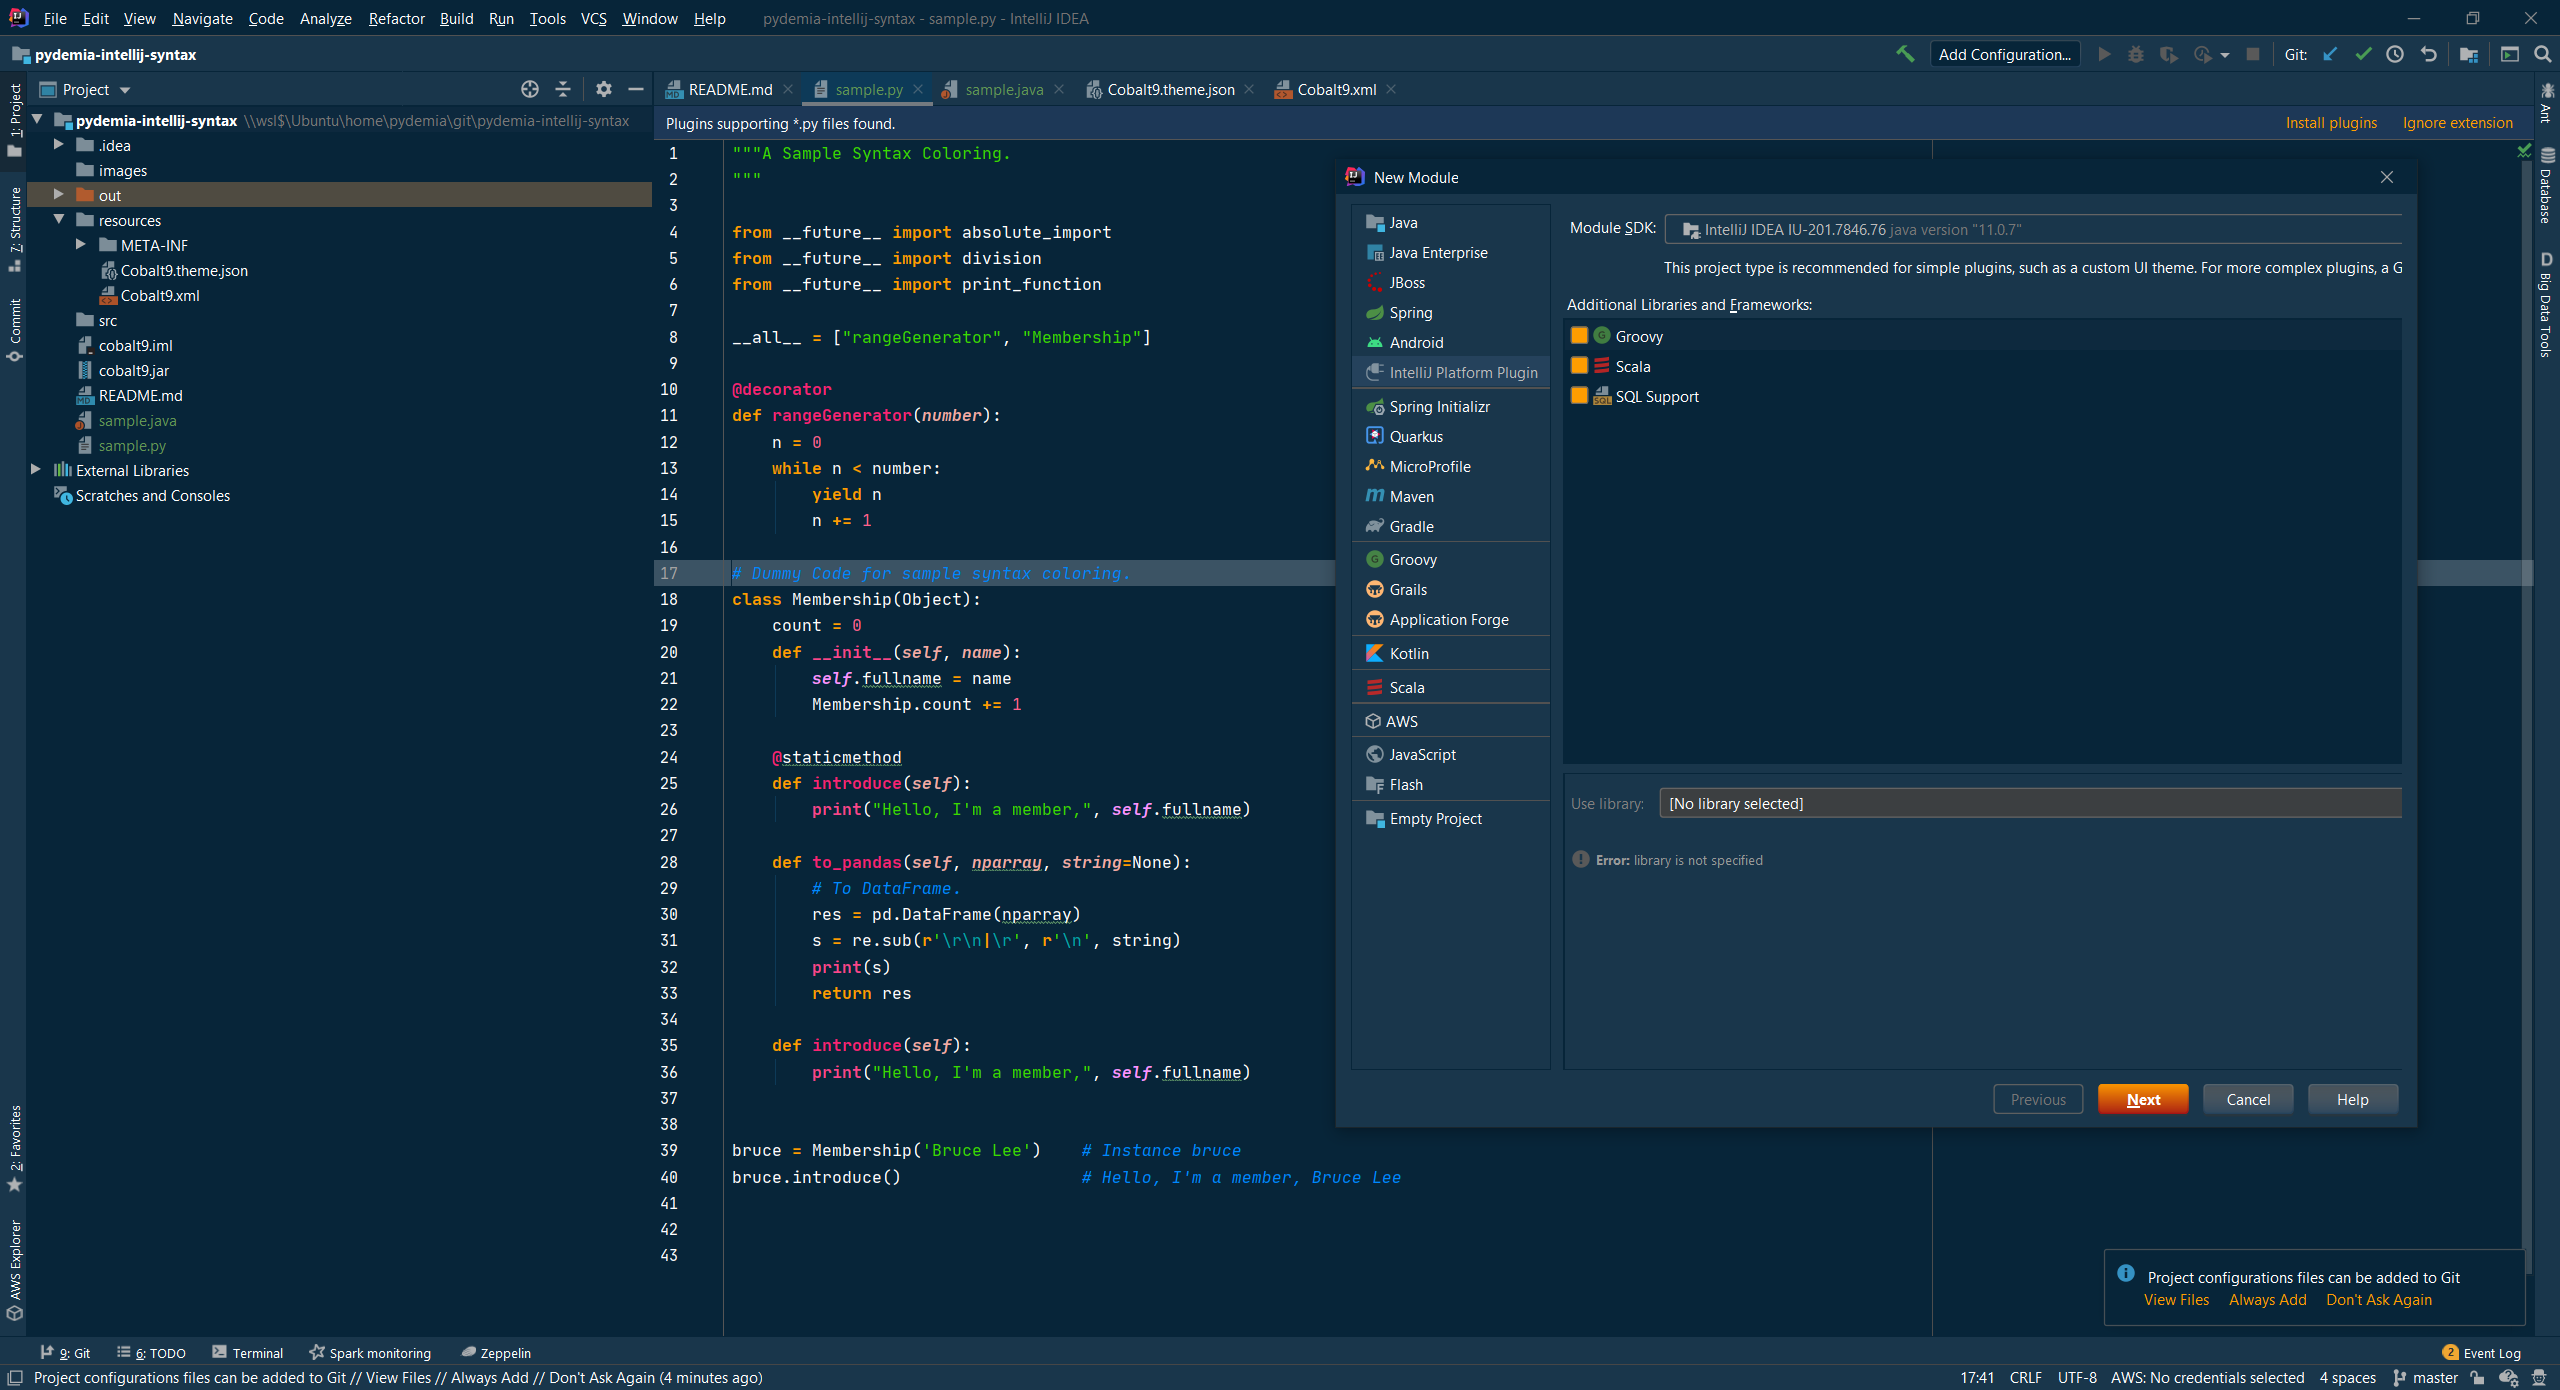 File Edit View Navigate Code Analyze Refactor Build Run Tools VCS Window Help pydemia-intellij-syntax - sample.py - IntelliJ IDEA
pydemia-intellij-syntax
Add Configuration...
Git:
Project
README.md
sample.py
sample.java
Cobalt9.theme.json
Cobalt9.xml
Plugins supporting *.py files found.
Install plugins
Ignore extension
1: Project
7: Structure
Commit
2: Favorites
AWS Explorer
pydemia-intellij-syntax \\wsl$\Ubuntu\home\pydemia\git\pydemia-intellij-syntax
.idea
images
out
resources
META-INF
Cobalt9.theme.json
Cobalt9.xml
src
cobalt9.iml
cobalt9.jar
README.md
sample.java
sample.py
External Libraries
Scratches and Consoles
1 """A Sample Syntax Coloring.
2 """
3
4 from __future__ import absolute_import
5 from __future__ import division
6 from __future__ import print_function
7
8 __all__ = ["rangeGenerator", "Membership"]
9
10 @decorator
11 def rangeGenerator(number):
12 n = 0
13 while n < number:
14 yield n
15 n += 1
16
17 # Dummy Code for sample syntax coloring.
18 class Membership(Object):
19 count = 0
20 def __init__(self, name):
21 self.fullname = name
22 Membership.count += 1
23
24 @staticmethod
25 def introduce(self):
26 print("Hello, I'm a member,", self.fullname)
27
28 def to_pandas(self, nparray, string=None):
29 # To DataFrame.
30 res = pd.DataFrame(nparray)
31 s = re.sub(r'\r\n|\r', r'\n', string)
32 print(s)
33 return res
34
35 def introduce(self):
36 print("Hello, I'm a member,", self.fullname)
37
38
39 bruce = Membership('Bruce Lee') # Instance bruce
40 bruce.introduce() # Hello, I'm a member, Bruce Lee
41
42
43
New Module
Java
Java Enterprise
JBoss
Spring
Android
IntelliJ Platform Plugin
Spring Initializr
Quarkus
MicroProfile
Maven
Gradle
Groovy
Grails
Application Forge
Kotlin
Scala
AWS
JavaScript
Flash
Empty Project
Module SDK: IntelliJ IDEA IU-201.7846.76 java version "11.0.7"
This project type is recommended for simple plugins, such as a custom UI theme. For more complex plugins, a G
Additional Libraries and Frameworks:
Groovy
Scala
SQL Support
Use library: [No library selected]
Error: library is not specified
Previous
Next
Cancel
Help
Ant
Database
D Big Data Tools
Project configurations files can be added to Git
View Files Always Add Don't Ask Again
9: Git
6: TODO
Terminal
Spark monitoring
Zeppelin
2 Event Log
Project configurations files can be added to Git // View Files // Always Add // Don't Ask Again (4 minutes ago)
17:41 CRLF UTF-8 AWS: No credentials selected 4 spaces master